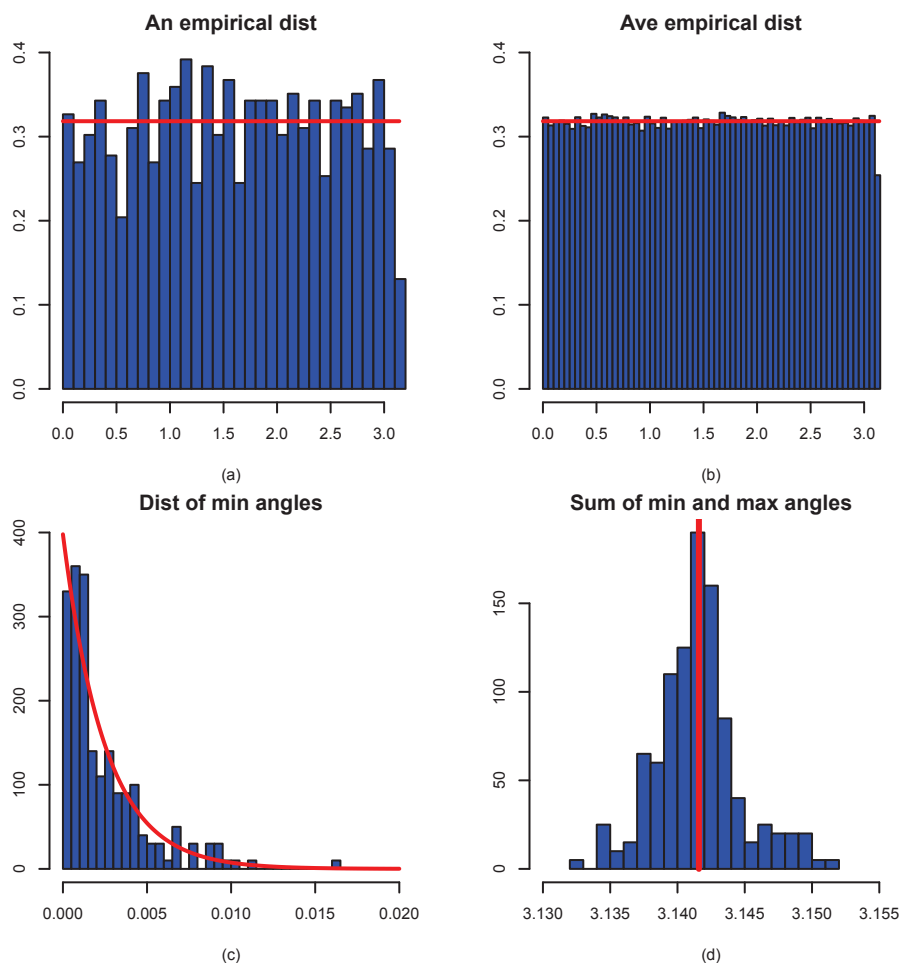 An empirical dist
0.0 0.1 0.2 0.3 0.4
0.0 0.5 1.0 1.5 2.0 2.5 3.0
(a)
Ave empirical dist
0.0 0.1 0.2 0.3 0.4
0.0 0.5 1.0 1.5 2.0 2.5 3.0
(b)
Dist of min angles
0 100 200 300 400
0.000 0.005 0.010 0.015 0.020
(c)
Sum of min and max angles
0 50 100 150
3.130 3.135 3.140 3.145 3.150 3.155
(d)